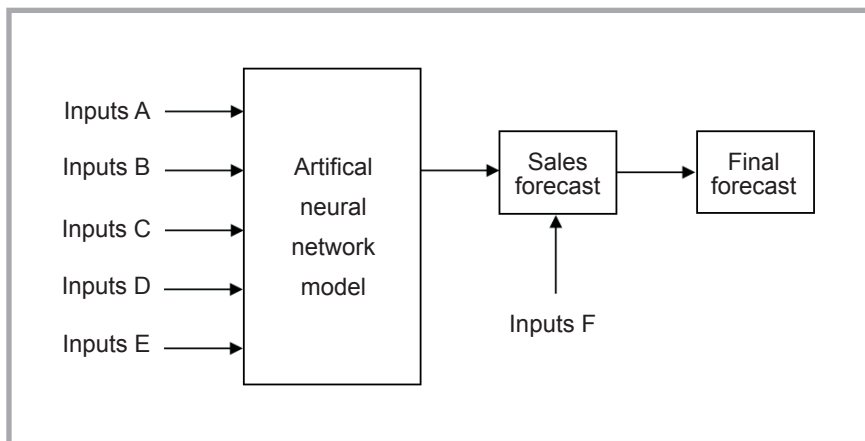 Inputs A
Inputs B
Inputs C
Inputs D
Inputs E
Artifical
neural
network
model
Sales
forecast
Inputs F
Final
forecast